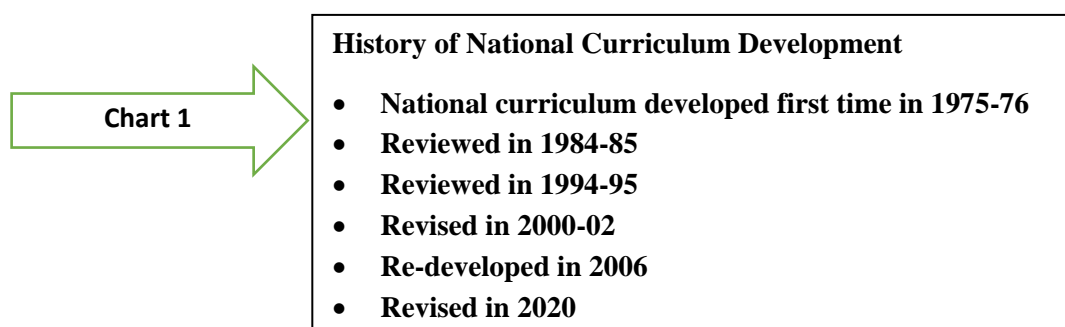 History of National Curriculum Development
Chart 1
• National curriculum developed first time in 1975-76
• Reviewed in 1984-85
• Reviewed in 1994-95
• Revised in 2000-02
• Re-developed in 2006
• Revised in 2020